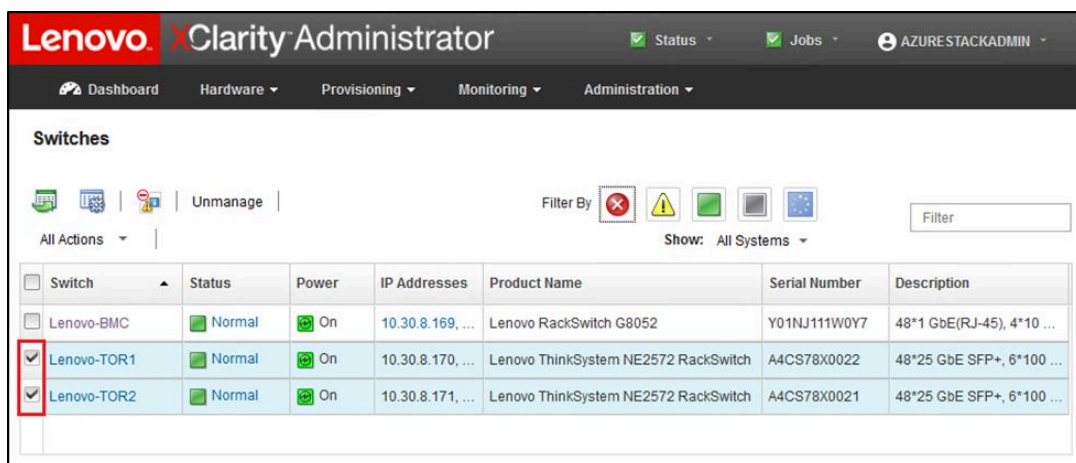 Lenovo. XClarity Administrator Status Jobs AZURESTACKADMIN
Dashboard Hardware Provisioning Monitoring Administration
Switches
Unmanage Filter By Filter
All Actions Show: All Systems
Switch Status Power IP Addresses Product Name Serial Number Description
Lenovo-BMC Normal On 10.30.8.169, ... Lenovo RackSwitch G8052 Y01NJ111W0Y7 48*1 GbE(RJ-45), 4*10 ...
Lenovo-TOR1 Normal On 10.30.8.170, ... Lenovo ThinkSystem NE2572 RackSwitch A4CS78X0022 48*25 GbE SFP+, 6*100 ...
Lenovo-TOR2 Normal On 10.30.8.171, ... Lenovo ThinkSystem NE2572 RackSwitch A4CS78X0021 48*25 GbE SFP+, 6*100 ...